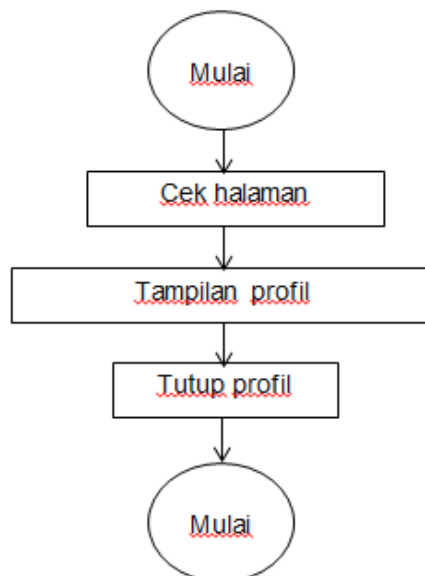 Mulai
Cek halaman
Tampilan profil
Tutup profil
Mulai